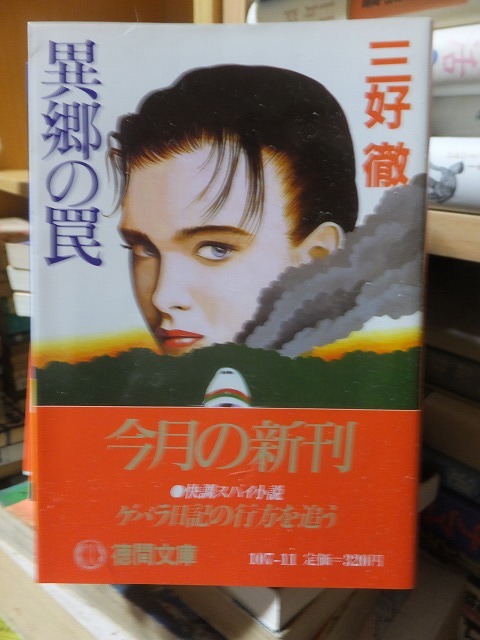 異郷の罠
三好 徹
今月の新刊
●快調スパイ小説
ゲバラ日記の行方を追う
徳間文庫
107-11 定価=320円